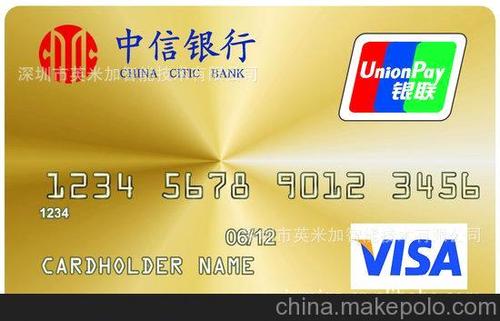 中信银行
CHINA CITIC BANK
UnionPay
银联
1234 5678 9012 3456
1234
06/12
CARDHOLDER NAME
VISA
china.makepolo.com